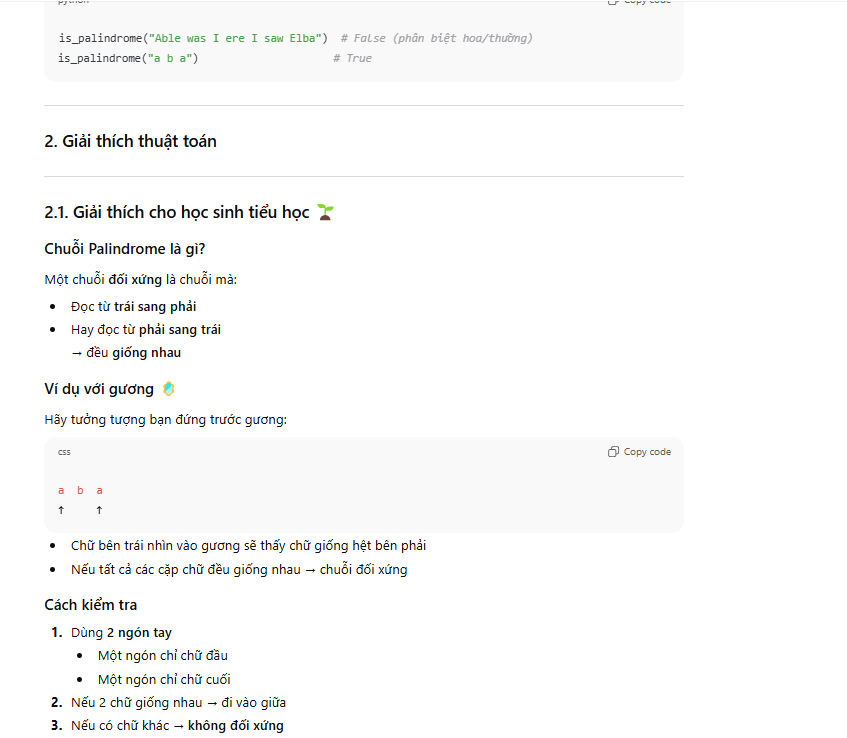 python Copy code
is_palindrome("Able was I ere I saw Elba")  # False (phân biệt hoa/thường)
is_palindrome("a b a")                      # True
2. Giải thích thuật toán
2.1. Giải thích cho học sinh tiểu học 🌱
Chuỗi Palindrome là gì?
Một chuỗi đối xứng là chuỗi mà:
• Đọc từ trái sang phải
• Hay đọc từ phải sang trái
→ đều giống nhau
Ví dụ với gương 🪞
Hãy tưởng tượng bạn đứng trước gương:
css Copy code
a  b  a
↑     ↑
• Chữ bên trái nhìn vào gương sẽ thấy chữ giống hệt bên phải
• Nếu tất cả các cặp chữ đều giống nhau → chuỗi đối xứng
Cách kiểm tra
1. Dùng 2 ngón tay
• Một ngón chỉ chữ đầu
• Một ngón chỉ chữ cuối
2. Nếu 2 chữ giống nhau → đi vào giữa
3. Nếu có chữ khác → không đối xứng